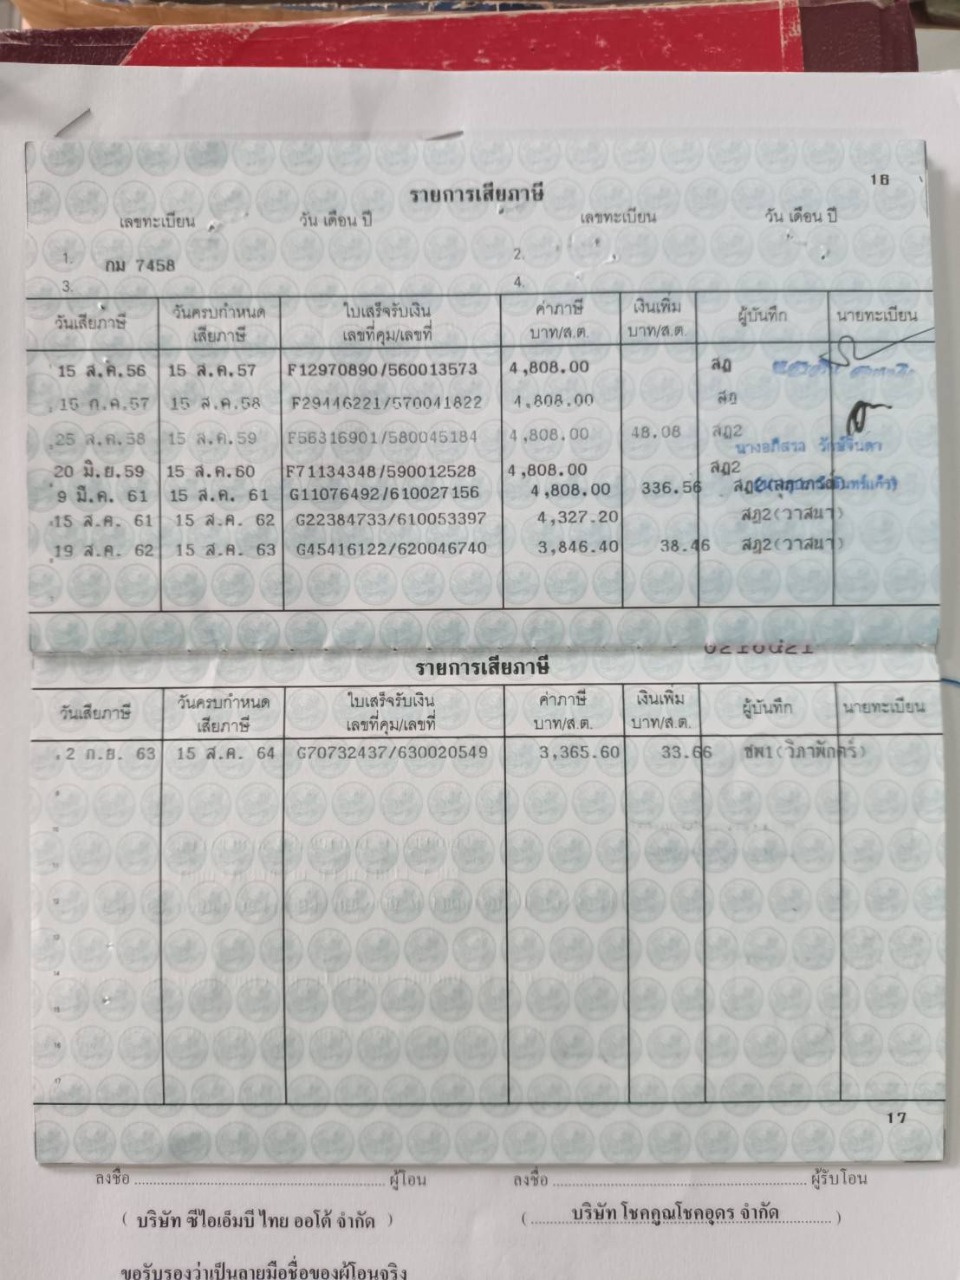 18
รายการเสียภาษี
เลขทะเบียน วัน เดือน ปี เลขทะเบียน วัน เดือน ปี
1. กม 7458 2.
3. 4.
วันเสียภาษี วันครบกำหนด เสียภาษี ใบเสร็จรับเงิน เลขที่คุม/เลขที่ ค่าภาษี บาท/ส.ต. เงินเพิ่ม บาท/ส.ต. ผู้บันทึก นายทะเบียน
15 ส.ค.56 15 ส.ค.57 F12970890/560013573 4,808.00 สฎ
15 ก.ค.57 15 ส.ค.58 F29446221/570041822 4,808.00 สฎ
25 ส.ค.58 15 ส.ค.59 F56316901/580045184 4,808.00 48.08 สฎ2
20 มิ.ย.59 15 ส.ค.60 F71134348/590012528 4,808.00 สฎ2
9 มี.ค. 61 15 ส.ค. 61 G11076492/610027156 4,808.00 336.56 สฎ2
15 ส.ค. 61 15 ส.ค. 62 G22384733/610053397 4,327.20 สฎ2(วาสนา)
19 ส.ค. 62 15 ส.ค. 63 G45416122/620046740 3,846.40 38.46 สฎ2(วาสนา)
รายการเสียภาษี
วันเสียภาษี วันครบกำหนด เสียภาษี ใบเสร็จรับเงิน เลขที่คุม/เลขที่ ค่าภาษี บาท/ส.ต. เงินเพิ่ม บาท/ส.ต. ผู้บันทึก นายทะเบียน
2 ก.ย. 63 15 ส.ค. 64 G70732437/630020549 3,365.60 33.66 ชพ1(วิภาพักตร์)
17
ลงชื่อ ผู้โอน ลงชื่อ ผู้รับโอน
( บริษัท ซีไอเอ็มบี ไทย ออโต้ จำกัด ) ( บริษัท โชคคูณโชคอุดร จำกัด )
ขอรับรองว่าเป็นลายมือชื่อของผู้โอนจริง